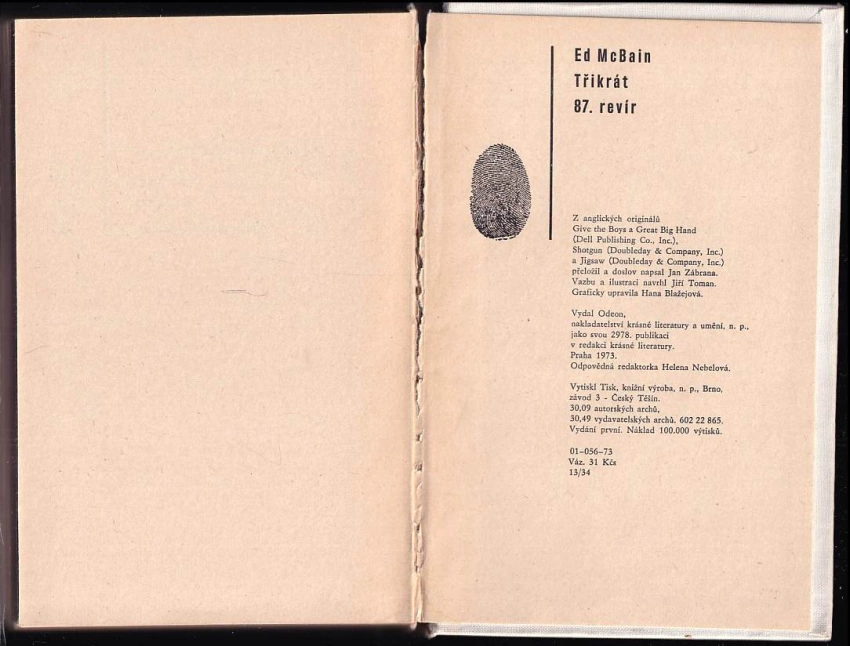 Ed McBain
Třikrát
87. revír
Z anglických originálů
Give the Boys a Great Big Hand
(Dell Publishing Co., Inc.),
Shotgun (Doubleday & Company, Inc.)
a Jigsaw (Doubleday & Company, Inc.)
přeložil a doslov napsal Jan Zábrana.
Vazbu a ilustraci navrhl Jiří Toman.
Graficky upravila Hana Blažejová.
Vydal Odeon,
nakladatelství krásné literatury a umění, n. p.,
jako svou 2978. publikaci
v redakci krásné literatury.
Praha 1973.
Odpovědná redaktorka Helena Nebelová.
Vytiskl Tisk, knižní výroba, n. p., Brno,
závod 3 - Český Těšín.
30,09 autorských archů,
30,49 vydavatelských archů. 602 22 865.
Vydání první. Náklad 100.000 výtisků.
01-056-73
Váz. 31 Kčs
13/34